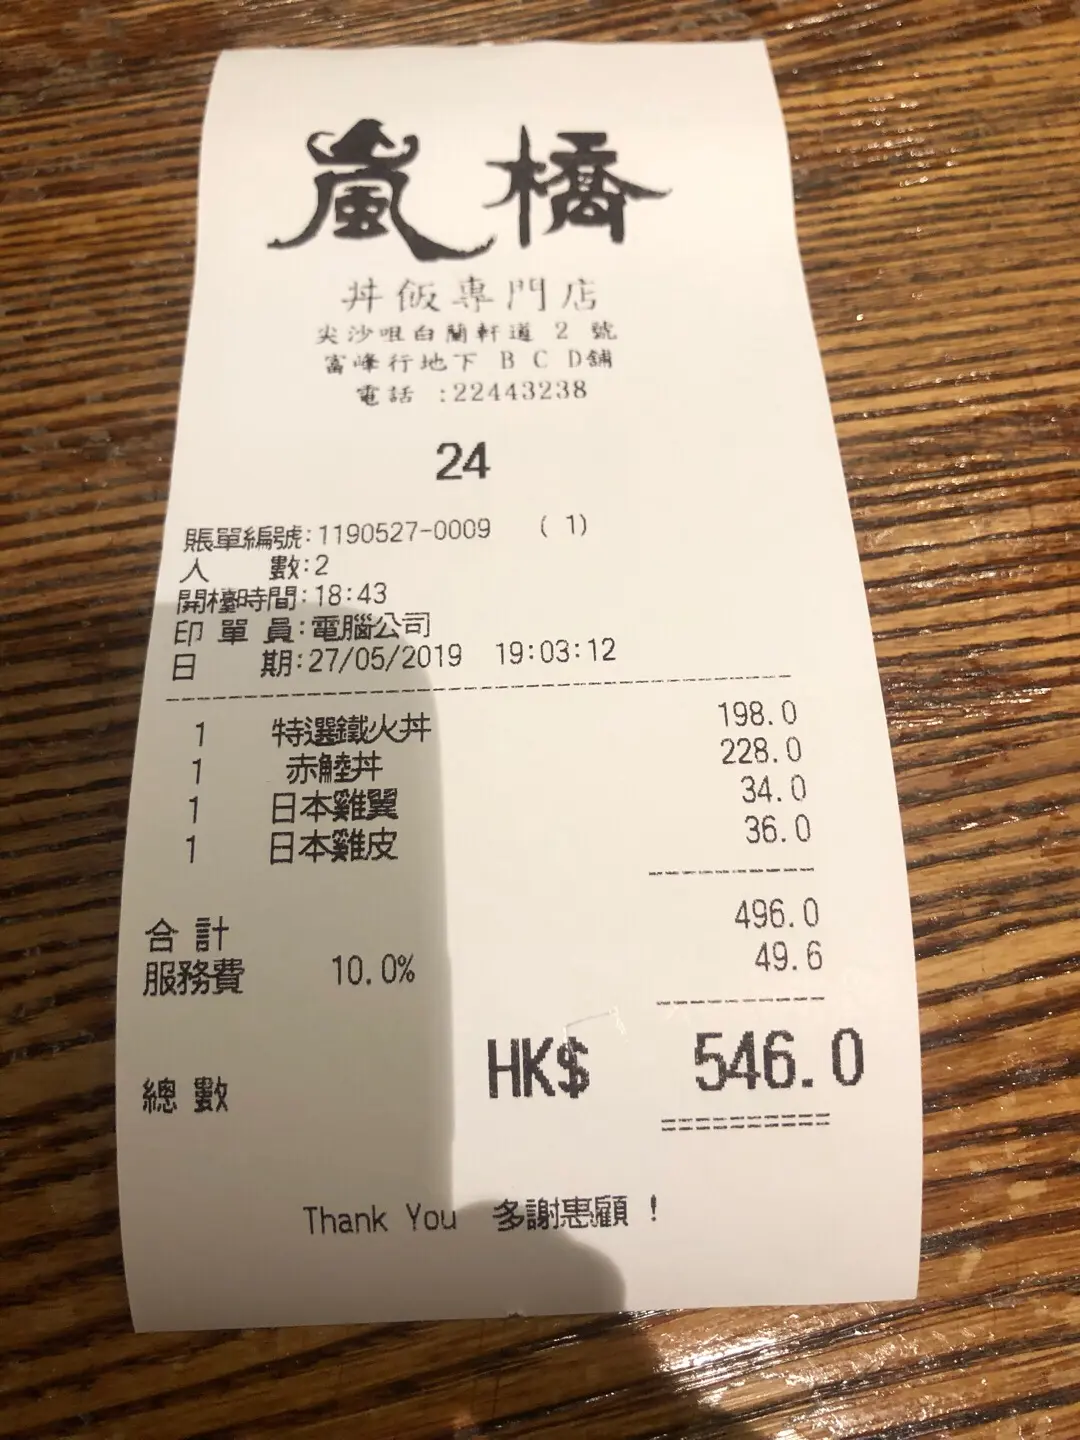 嵐橋
丼飯專門店
尖沙咀白蘭軒道 2 號
富峰行地下 B C D舖
電話 :22443238
24
賬單編號:1190527-0009 ( 1)
人 數:2
開檯時間:18:43
印 單 員:電腦公司
日 期:27/05/2019 19:03:12
1 特選鐵火丼 198.0
1 赤鯥丼 228.0
1 日本雞翼 34.0
1 日本雞皮 36.0
合 計 496.0
服務費 10.0% 49.6
總 數 HK$ 546.0
Thank You 多謝惠顧 !